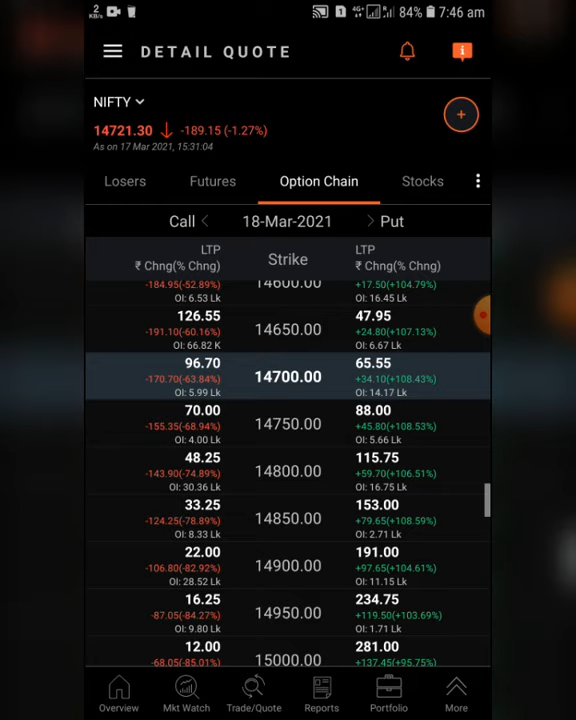 2
KB/s
1
4G+
84%
7:46 am
DETAIL QUOTE
NIFTY
14721.30 -189.15 (-1.27%)
As on 17 Mar 2021, 15:31:04
Losers Futures Option Chain Stocks
Call 18-Mar-2021 Put
LTP Strike LTP
₹ Chng(% Chng) ₹ Chng(% Chng)
-184.95(-52.89%) 14600.00 +17.50(+104.79%)
OI: 6.53 Lk OI: 16.45 Lk
126.55 47.95
-191.10(-60.16%) 14650.00 +24.80(+107.13%)
OI: 66.82 K OI: 6.67 Lk
96.70 65.55
-170.70(-63.84%) 14700.00 +34.10(+108.43%)
OI: 5.99 Lk OI: 14.17 Lk
70.00 88.00
-155.35(-68.94%) 14750.00 +45.80(+108.53%)
OI: 4.00 Lk OI: 5.66 Lk
48.25 115.75
-143.90(-74.89%) 14800.00 +59.70(+106.51%)
OI: 30.36 Lk OI: 16.75 Lk
33.25 153.00
-124.25(-78.89%) 14850.00 +79.65(+108.59%)
OI: 8.33 Lk OI: 2.71 Lk
22.00 191.00
-106.80(-82.92%) 14900.00 +97.65(+104.61%)
OI: 28.52 Lk OI: 11.15 Lk
16.25 234.75
-87.05(-84.27%) 14950.00 +119.50(+103.69%)
OI: 9.80 Lk OI: 1.71 Lk
12.00 281.00
-68.05(-85.01%) 15000.00 +137.45(+95.75%)
Overview Mkt Watch Trade/Quote Reports Portfolio More